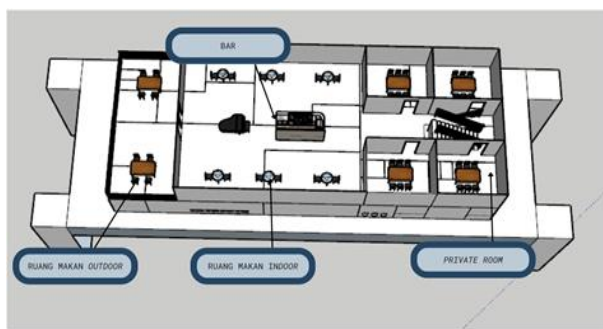 BAR
RUANG MAKAN OUTDOOR
RUANG MAKAN INDOOR
PRIVATE ROOM